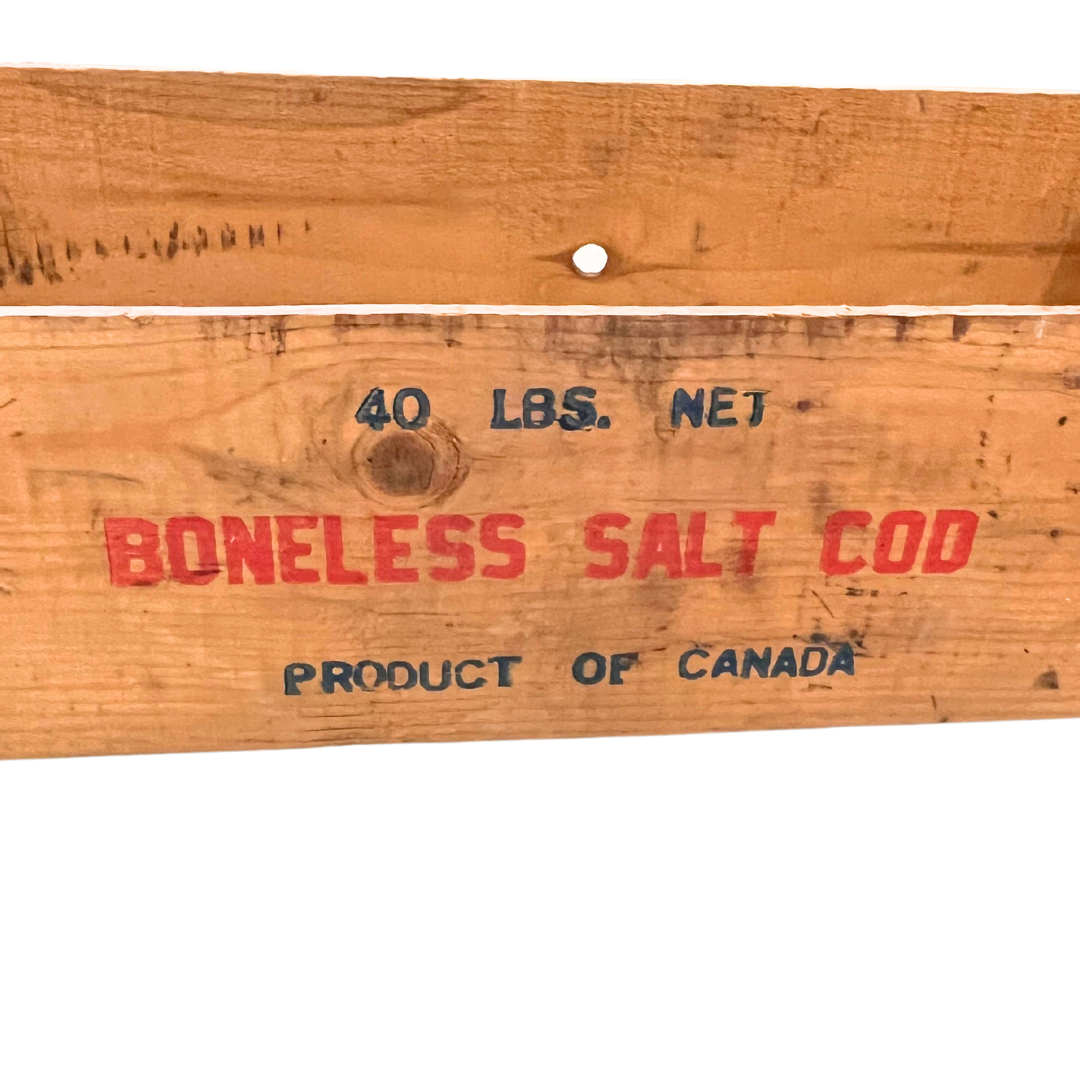 40 LBS. NET
BONELESS SALT COD
PRODUCT OF CANADA